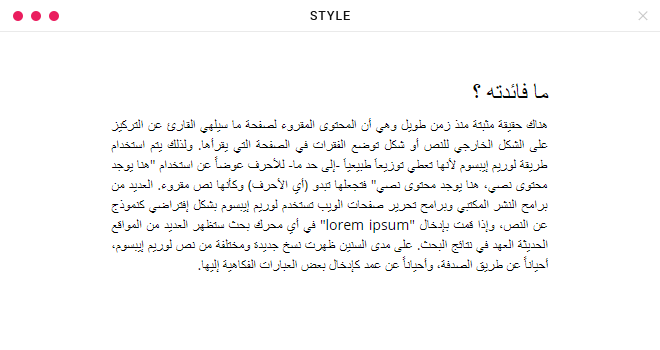 STYLE
ما فائدته ؟
هناك حقيقة مثبتة منذ زمن طويل وهي أن المحتوى المقروء لصفحة ما سيلهي القارئ عن التركيز
على الشكل الخارجي للنص أو شكل توضع الفقرات في الصفحة التي يقرأها. ولذلك يتم استخدام
طريقة لوريم إيبسوم لأنها تعطي توزيعاَ طبيعياَ -إلى حد ما- للأحرف عوضاً عن استخدام "هنا يوجد
محتوى نصي، هنا يوجد محتوى نصي" فتجعلها تبدو (أي الأحرف) وكأنها نص مقروء. العديد من
برامح النشر المكتبي وبرامح تحرير صفحات الويب تستخدم لوريم إيبسوم بشكل إفتراضي كنموذج
عن النص، وإذا قمت بإدخال "lorem ipsum" في أي محرك بحث ستظهر العديد من المواقع
الحديثة العهد في نتائج البحث. على مدى السنين ظهرت نسخ جديدة ومختلفة من نص لوريم إيبسوم،
أحياناً عن طريق الصدفة، وأحياناً عن عمد كإدخال بعض العبارات الفكاهية إليها.